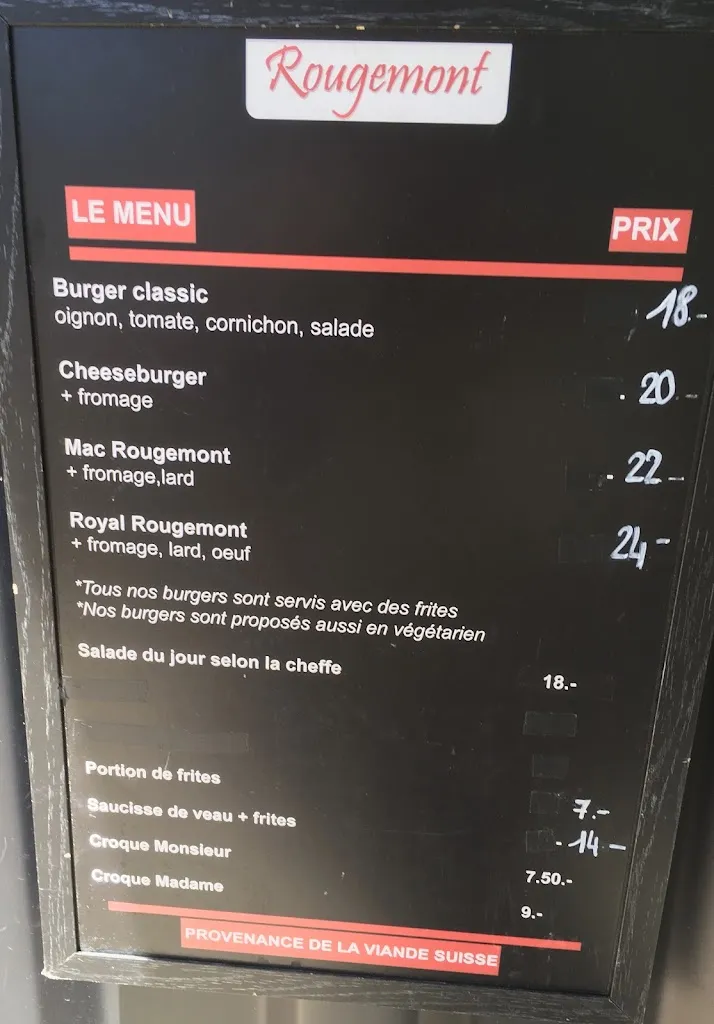 Rougemont
LE MENU
PRIX
Burger classic 18.-
oignon, tomate, cornichon, salade
Cheeseburger 20.-
+ fromage
Mac Rougemont 22.-
+ fromage,lard
Royal Rougemont 24.-
+ fromage, lard, oeuf
*Tous nos burgers sont servis avec des frites
*Nos burgers sont proposés aussi en végétarien
Salade du jour selon la cheffe 18.-
Portion de frites 7.-
Saucisse de veau + frites 14.-
Croque Monsieur 7.50.-
Croque Madame 9.-
PROVENANCE DE LA VIANDE SUISSE